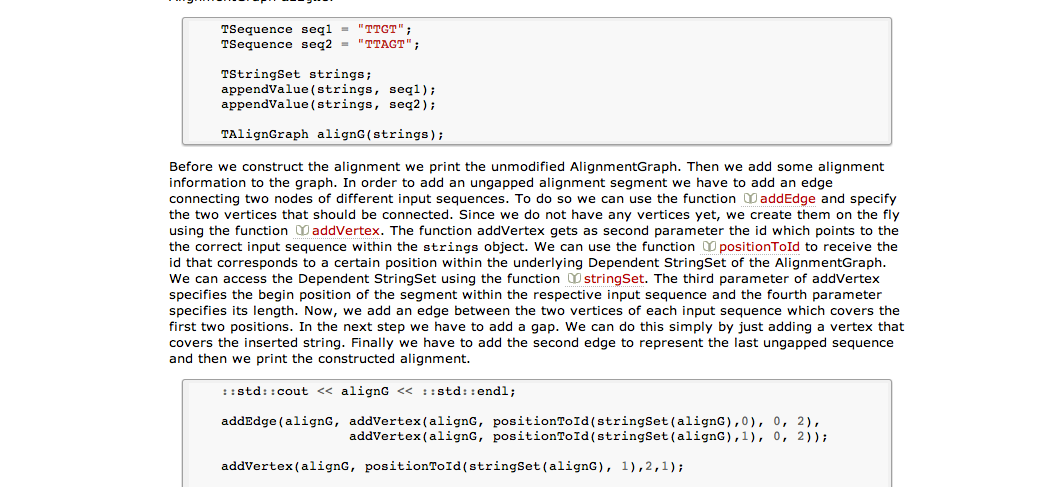 TSequence seq1 = "TTGT";
TSequence seq2 = "TTAGT";
TStringSet strings;
appendValue(strings, seq1);
appendValue(strings, seq2);
TAlignGraph alignG(strings);
Before we construct the alignment we print the unmodified AlignmentGraph. Then we add some alignment
information to the graph. In order to add an ungapped alignment segment we have to add an edge
connecting two nodes of different input sequences. To do so we can use the function addEdge and specify
the two vertices that should be connected. Since we do not have any vertices yet, we create them on the fly
using the function addVertex. The function addVertex gets as second parameter the id which points to the
the correct input sequence within the strings object. We can use the function positionToId to receive the
id that corresponds to a certain position within the underlying Dependent StringSet of the AlignmentGraph.
We can access the Dependent StringSet using the function stringSet. The third parameter of addVertex
specifies the begin position of the segment within the respective input sequence and the fourth parameter
specifies its length. Now, we add an edge between the two vertices of each input sequence which covers the
first two positions. In the next step we have to add a gap. We can do this simply by just adding a vertex that
covers the inserted string. Finally we have to add the second edge to represent the last ungapped sequence
and then we print the constructed alignment.
::std::cout << alignG << ::std::endl;
addEdge(alignG, addVertex(alignG, positionToId(stringSet(alignG),0), 0, 2),
addVertex(alignG, positionToId(stringSet(alignG),1), 0, 2));
addVertex(alignG, positionToId(stringSet(alignG), 1),2,1);